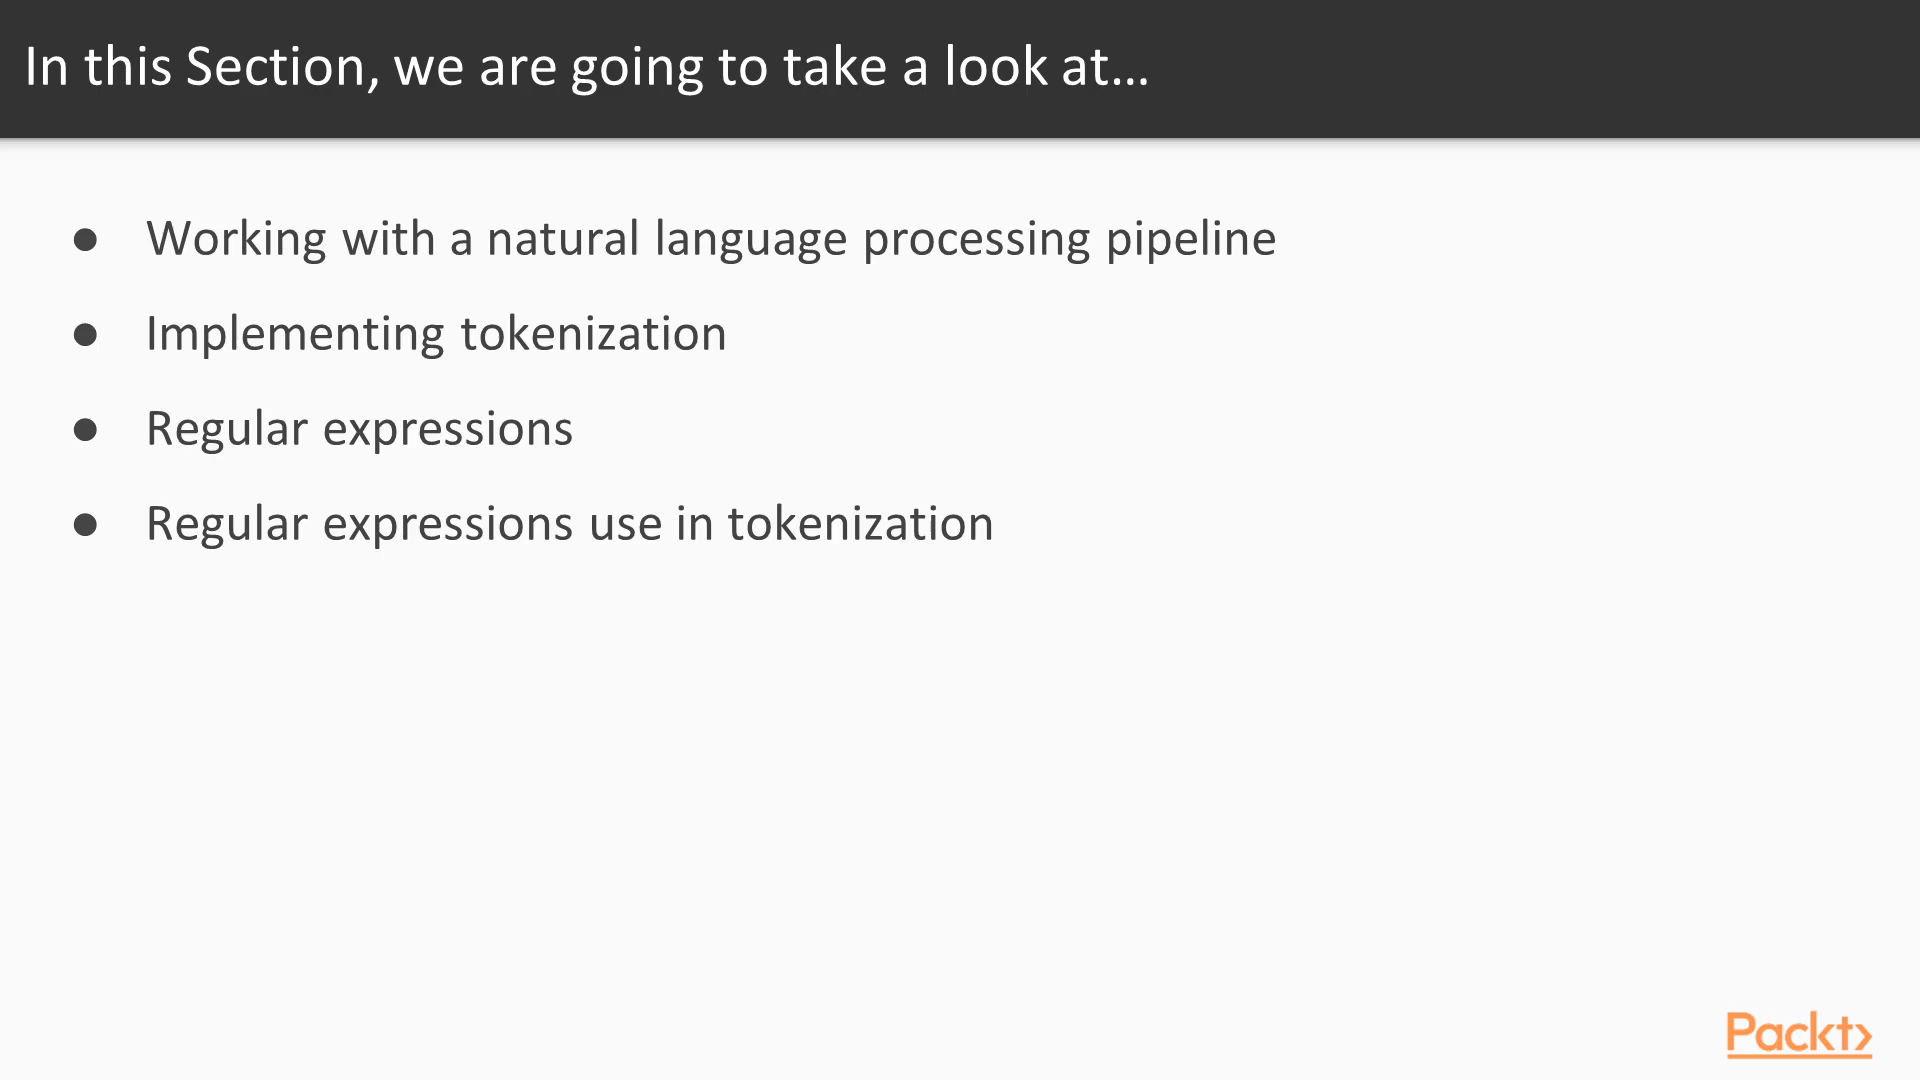 In this Section, we are going to take a look at...
● Working with a natural language processing pipeline
● Implementing tokenization
● Regular expressions
● Regular expressions use in tokenization
Packt>